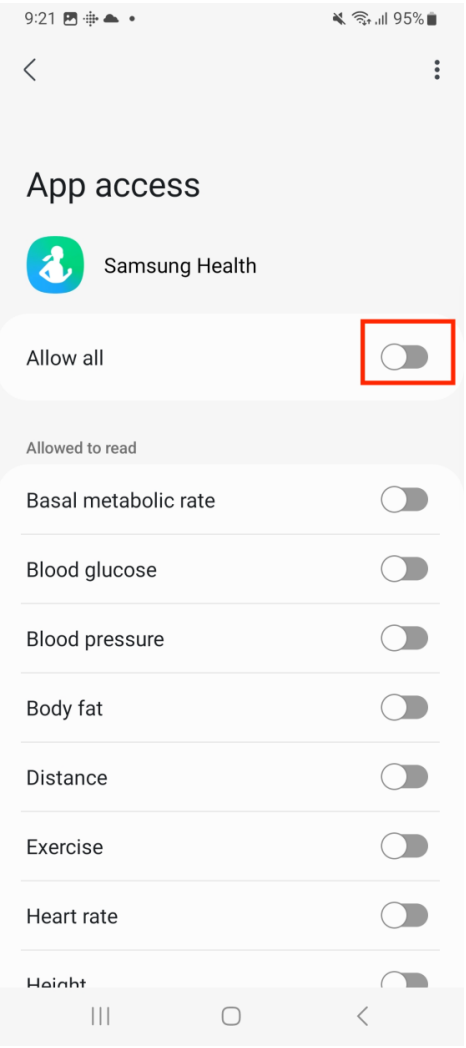 9:21 95%
App access
Samsung Health
Allow all
Allowed to read
Basal metabolic rate
Blood glucose
Blood pressure
Body fat
Distance
Exercise
Heart rate
Height